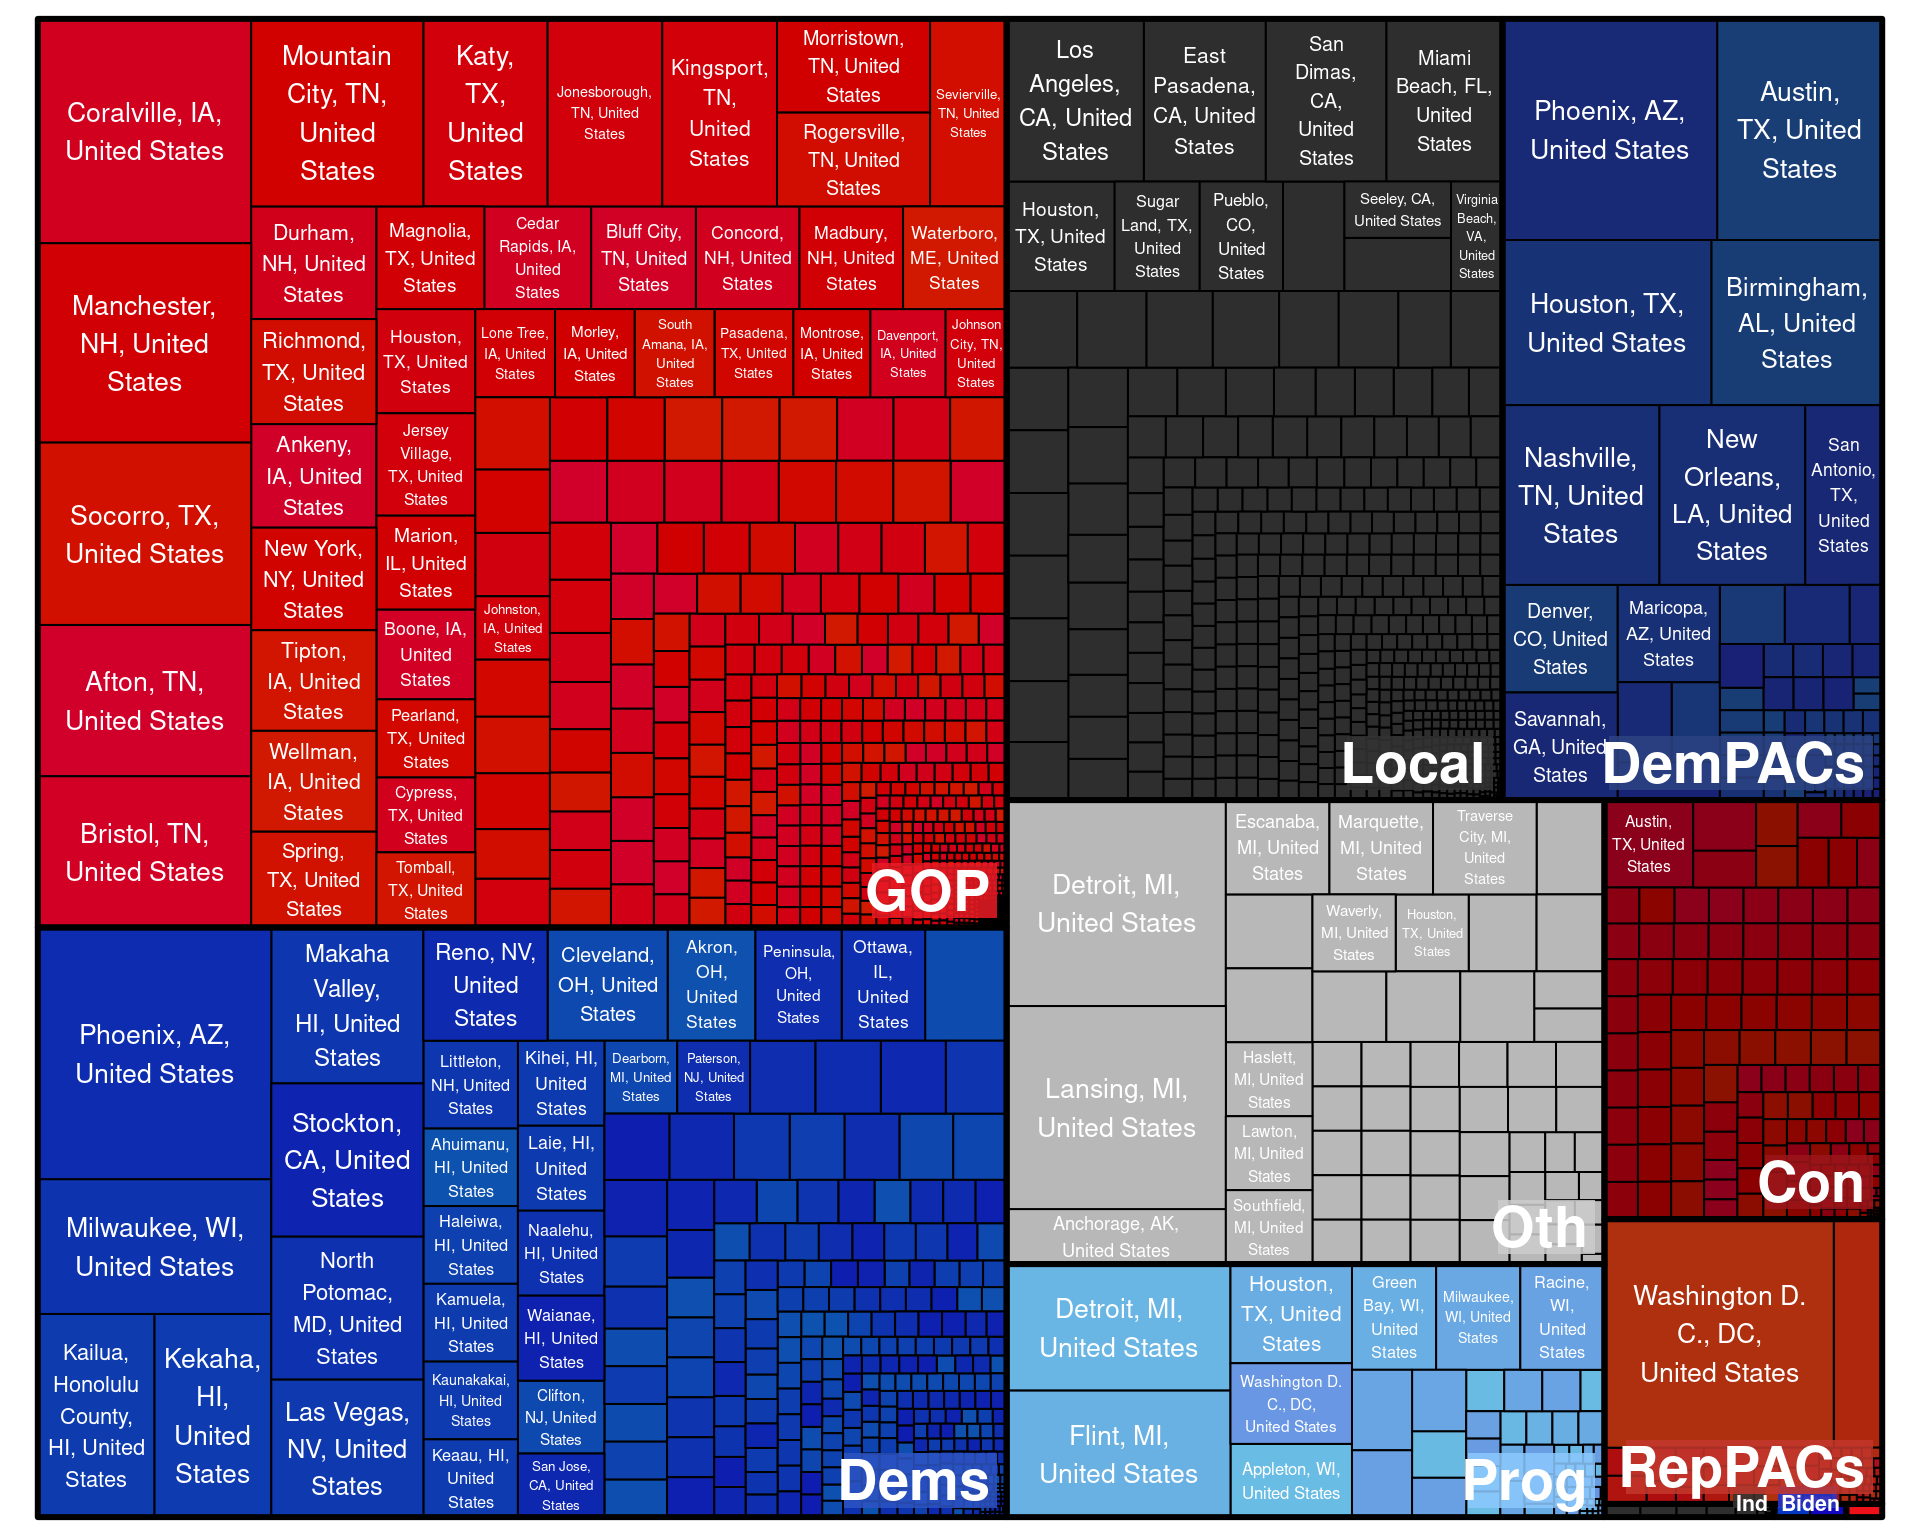 Coralville, IA,
United States
Manchester,
NH, United
States
Socorro, TX,
United States
Afton, TN,
United States
Bristol, TN,
United States
Mountain
City, TN,
United
States
Katy,
TX,
United
States
Jonesborough,
TN, United
States
Kingsport,
TN,
United
States
Morristown,
TN, United
States
Rogersville,
TN, United
States
Sevierville,
TN, United
States
Durham,
NH, United
States
Richmond,
TX, United
States
Ankeny,
IA, United
States
New York,
NY, United
States
Tipton,
IA, United
States
Wellman,
IA, United
States
Spring,
TX, United
States
Magnolia,
TX, United
States
Cedar
Rapids, IA,
United
States
Bluff City,
TN, United
States
Concord,
NH, United
States
Madbury,
NH, United
States
Waterboro,
ME, United
States
Houston,
TX, United
States
Jersey
Village,
TX, United
States
Marion,
IL, United
States
Boone, IA,
United
States
Pearland,
TX, United
States
Cypress,
TX, United
States
Tomball,
TX, United
States
Lone Tree,
IA, United
States
Morley,
IA, United
States
South
Amana, IA,
United
States
Pasadena,
TX, United
States
Montrose,
IA, United
States
Davenport,
IA, United
States
Johnson
City, TN,
United
States
Johnston,
IA, United
States
GOP
Los
Angeles,
CA, United
States
East
Pasadena,
CA, United
States
San
Dimas,
CA,
United
States
Miami
Beach, FL,
United
States
Houston,
TX, United
States
Sugar
Land, TX,
United
States
Pueblo,
CO,
United
States
Seeley, CA,
United States
Virginia
Beach,
VA,
United
States
Local
Phoenix, AZ,
United States
Austin,
TX, United
States
Houston, TX,
United States
Birmingham,
AL, United
States
Nashville,
TN, United
States
New
Orleans,
LA, United
States
San
Antonio,
TX,
United
States
Denver,
CO, United
States
Maricopa,
AZ, United
States
Savannah,
GA, United
States
DemPACs
Phoenix, AZ,
United States
Milwaukee, WI,
United States
Kailua,
Honolulu
County,
HI, United
States
Kekaha,
HI,
United
States
Makaha
Valley,
HI, United
States
Stockton,
CA, United
States
North
Potomac,
MD, United
States
Las Vegas,
NV, United
States
Reno, NV,
United
States
Cleveland,
OH, United
States
Akron,
OH,
United
States
Peninsula,
OH,
United
States
Ottawa,
IL,
United
States
Littleton,
NH, United
States
Ahuimanu,
HI, United
States
Haleiwa,
HI, United
States
Kamuela,
HI, United
States
Kaunakakai,
HI, United
States
Keaau, HI,
United
States
Kihei, HI,
United
States
Laie, HI,
United
States
Naalehu,
HI, United
States
Waianae,
HI, United
States
Clifton,
NJ, United
States
San Jose,
CA, United
States
Dearborn,
MI, United
States
Paterson,
NJ, United
States
Dems
Detroit, MI,
United States
Lansing, MI,
United States
Anchorage, AK,
United States
Escanaba,
MI, United
States
Marquette,
MI, United
States
Traverse
City, MI,
United
States
Waverly,
MI, United
States
Houston,
TX, United
States
Haslett,
MI, United
States
Lawton,
MI, United
States
Southfield,
MI, United
States
Oth
Austin,
TX, United
States
Con
Detroit, MI,
United States
Flint, MI,
United States
Houston,
TX, United
States
Washington D.
C., DC,
United States
Appleton, WI,
United States
Green
Bay, WI,
United
States
Milwaukee,
WI, United
States
Racine,
WI,
United
States
Prog
Washington D.
C., DC,
United States
RepPACs
Ind
Biden